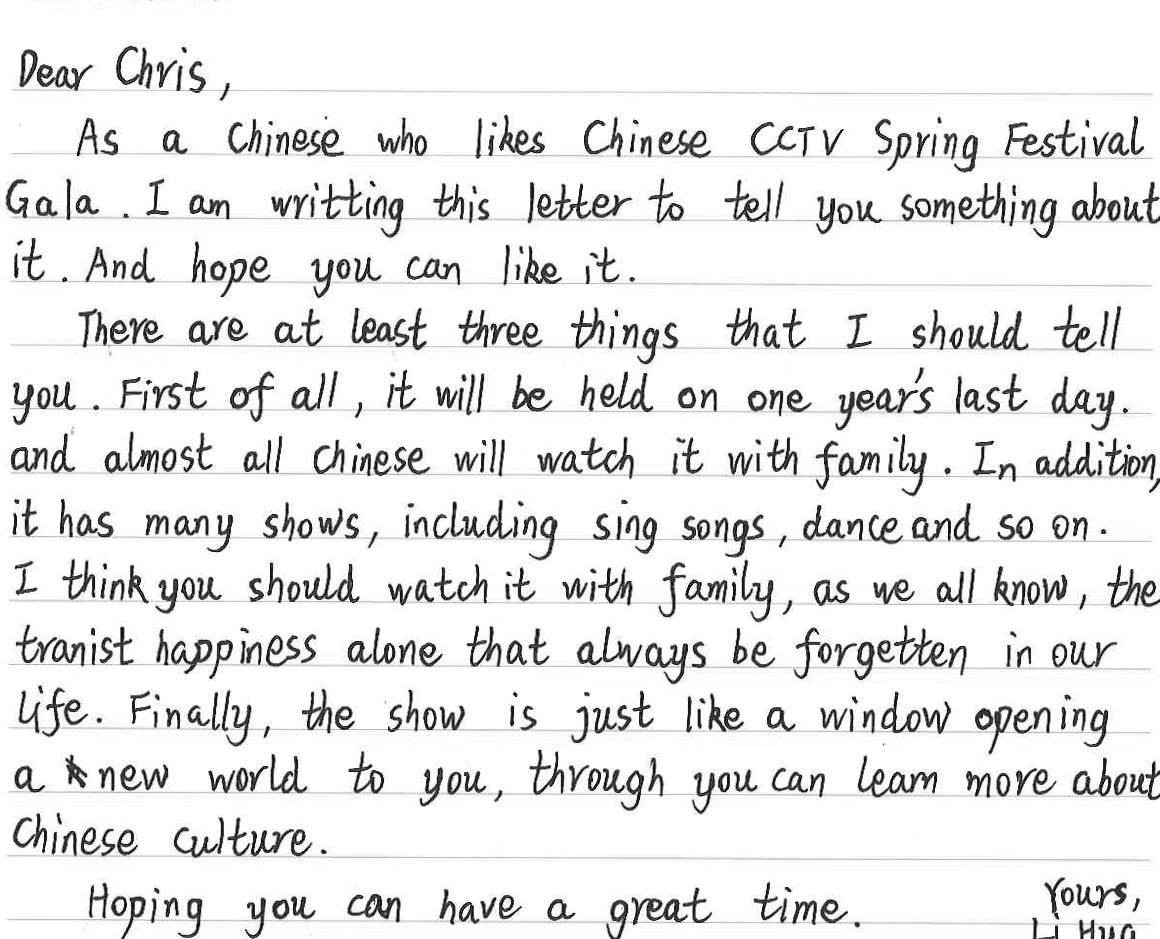 Dear Chris,
As a Chinese who likes Chinese CCTV Spring Festival
Gala. I am writting this letter to tell you something about
it. And hope you can like it.
There are at least three things that I should tell
you. First of all, it will be held on one year's last day.
and almost all Chinese will watch it with family. In addition,
it has many shows, including sing songs, dance and so on.
I think you should watch it with family, as we all know, the
tranist happiness alone that always be forgetten in our
life. Finally, the show is just like a window opening
a new world to you, through you can learn more about
Chinese culture.
Hoping you can have a great time. Yours,
Li Hua